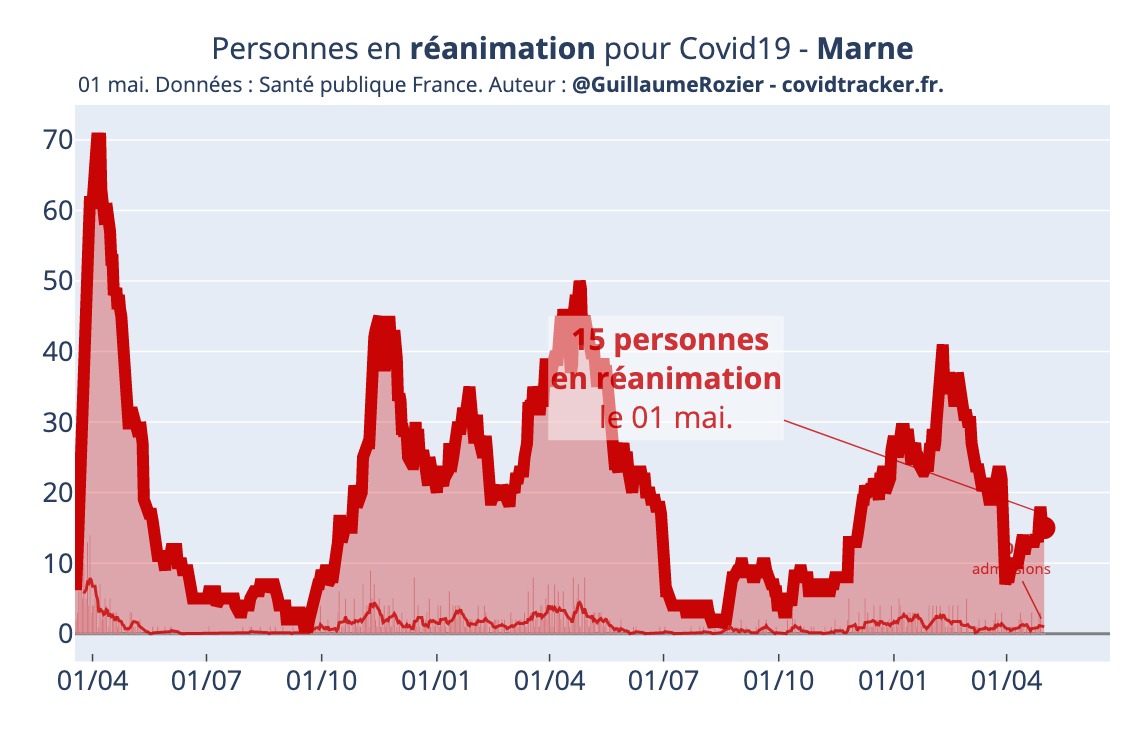 Personnes en réanimation pour Covid19 - Marne
01 mai. Données : Santé publique France. Auteur : @GuillaumeRozier - covidtracker.fr.
70
60
50
40
30
20
10
0
15 personnes
en réanimation
le 01 mai.
admissions
01/04
01/07
01/10
01/01
01/04
01/07
01/10
01/01
01/04